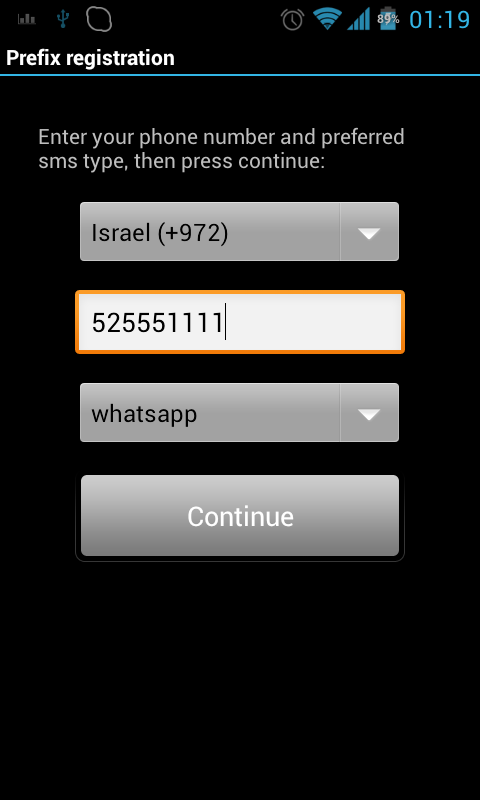 89% 01:19
Prefix registration
Enter your phone number and preferred
sms type, then press continue:
Israel (+972)
525551111
whatsapp
Continue